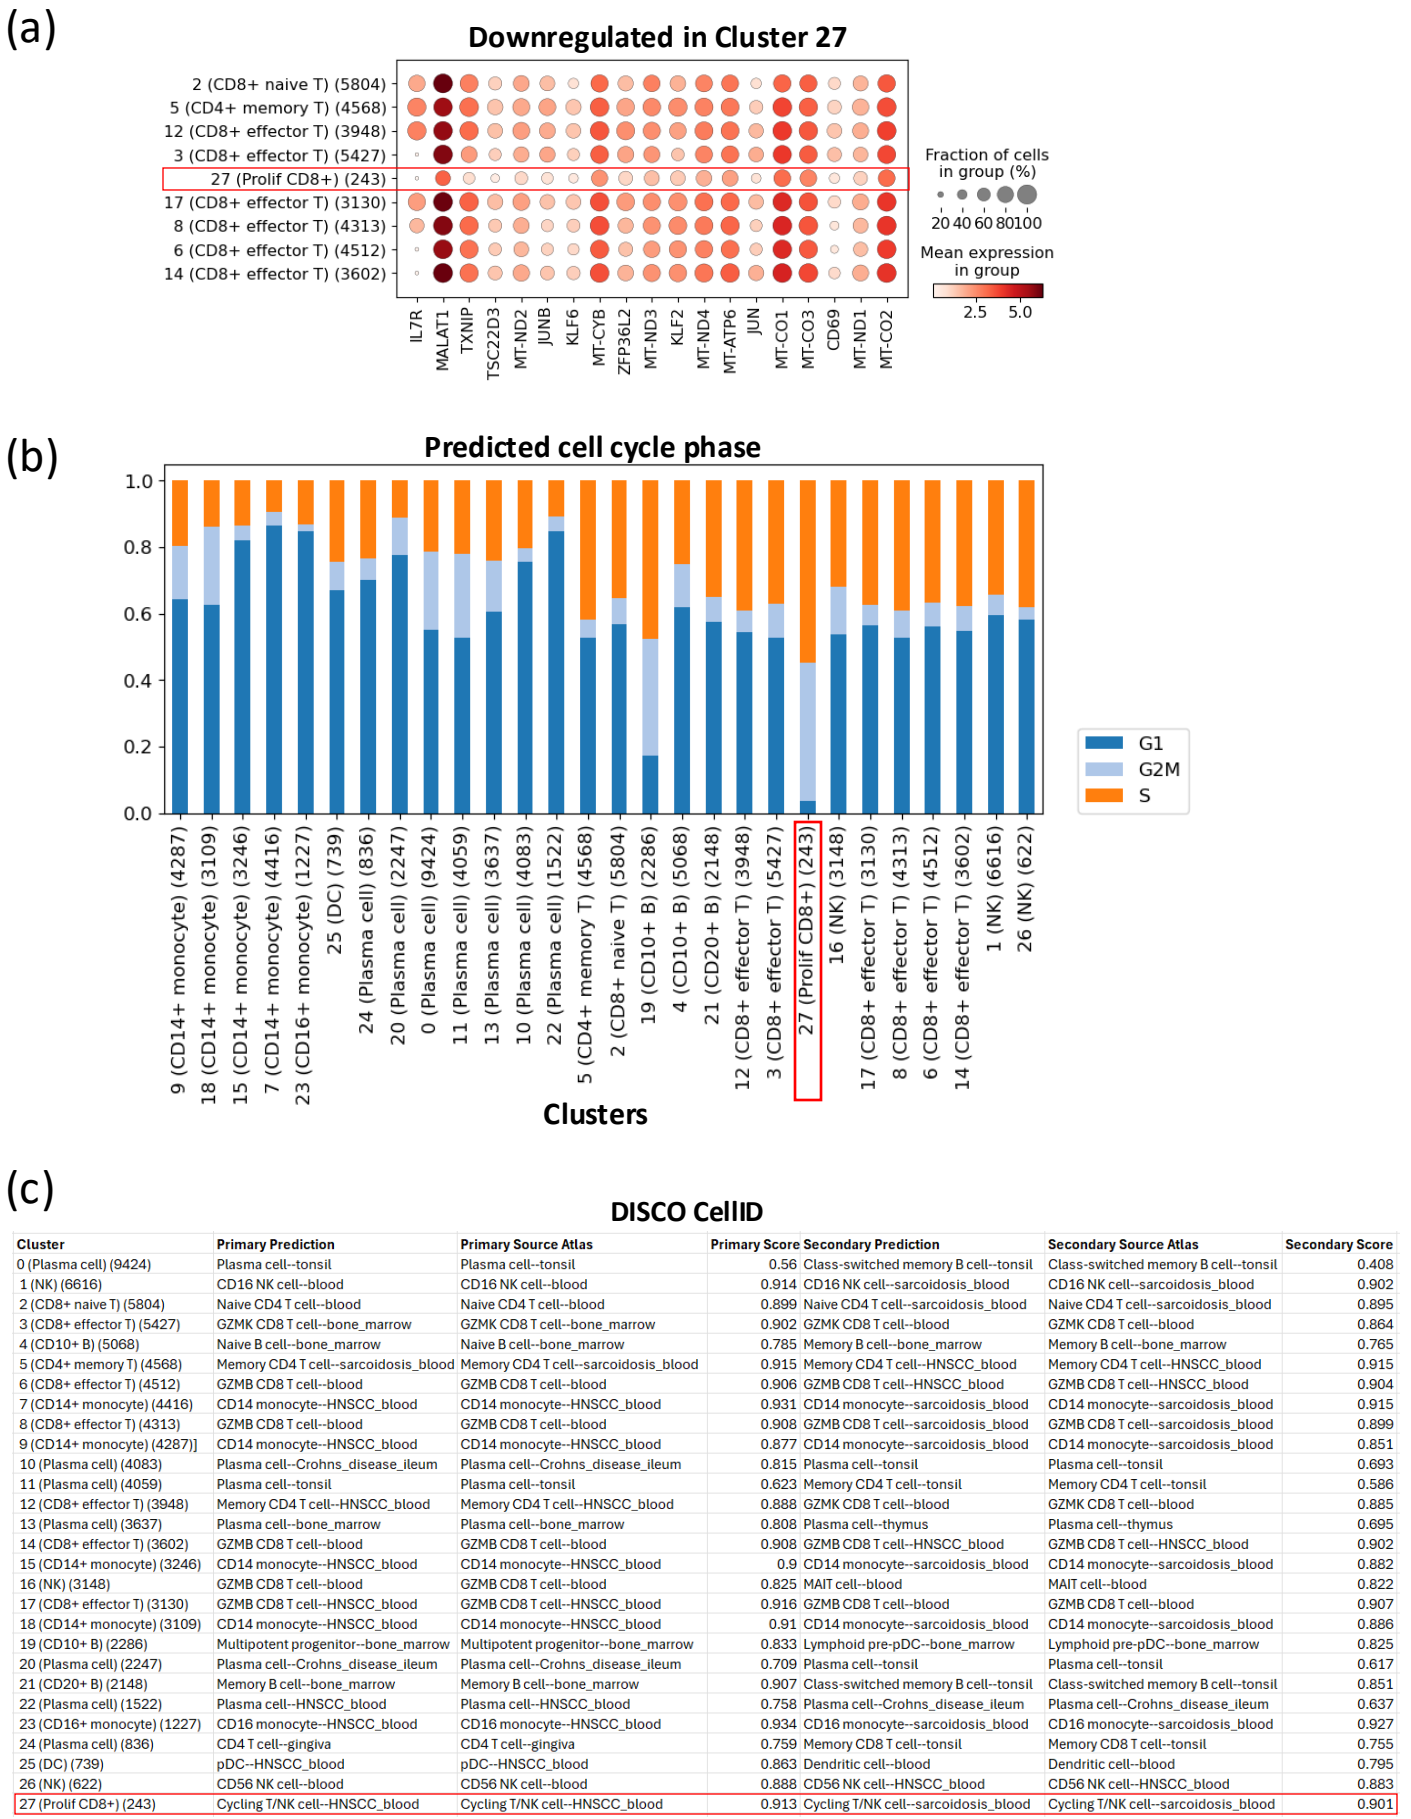 (a)
Downregulated in Cluster 27
2 (CD8+ naive T) (5804)
5 (CD4+ memory T) (4568)
12 (CD8+ effector T) (3948)
3 (CD8+ effector T) (5427)
27 (Prolif CD8+) (243)
17 (CD8+ effector T) (3130)
8 (CD8+ effector T) (4313)
6 (CD8+ effector T) (4512)
14 (CD8+ effector T) (3602)
IL7R
MALAT1
TXNIP
TSC22D3
MT-ND2
JUNB
KLF6
MT-CYB
ZFP36L2
MT-ND3
KLF2
MT-ND4
MT-ATP6
JUN
MT-CO1
MT-CO3
CD69
MT-ND1
MT-CO2
Fraction of cells
in group (%)
20 40 60 80100
Mean expression
in group
2.5 5.0
(b)
Predicted cell cycle phase
1.0
0.8
0.6
0.4
0.2
0.0
9 (CD14+ monocyte) (4287)
18 (CD14+ monocyte) (3109)
15 (CD14+ monocyte) (3246)
7 (CD14+ monocyte) (4416)
23 (CD16+ monocyte) (1227)
25 (DC) (739)
24 (Plasma cell) (836)
20 (Plasma cell) (2247)
0 (Plasma cell) (9424)
11 (Plasma cell) (4059)
13 (Plasma cell) (3637)
10 (Plasma cell) (4083)
22 (Plasma cell) (1522)
5 (CD4+ memory T) (4568)
2 (CD8+ naive T) (5804)
19 (CD10+ B) (2286)
4 (CD10+ B) (5068)
21 (CD20+ B) (2148)
12 (CD8+ effector T) (3948)
3 (CD8+ effector T) (5427)
27 (Prolif CD8+) (243)
16 (NK) (3148)
17 (CD8+ effector T) (3130)
8 (CD8+ effector T) (4313)
6 (CD8+ effector T) (4512)
14 (CD8+ effector T) (3602)
1 (NK) (6616)
26 (NK) (622)
Clusters
G1
G2M
S
(c)
DISCO CellID
Cluster Primary Prediction Primary Source Atlas Primary Score Secondary Prediction Secondary Source Atlas Secondary Score
0 (Plasma cell) (9424) Plasma cell--tonsil Plasma cell--tonsil 0.56 Class-switched memory B cell--tonsil Class-switched memory B cell--tonsil 0.408
1 (NK) (6616) CD16 NK cell--blood CD16 NK cell--blood 0.914 CD16 NK cell--sarcoidosis_blood CD16 NK cell--sarcoidosis_blood 0.902
2 (CD8+ naive T) (5804) Naive CD4 T cell--blood Naive CD4 T cell--blood 0.899 Naive CD4 T cell--sarcoidosis_blood Naive CD4 T cell--sarcoidosis_blood 0.895
3 (CD8+ effector T) (5427) GZMK CD8 T cell--bone_marrow GZMK CD8 T cell--bone_marrow 0.902 GZMK CD8 T cell--blood GZMK CD8 T cell--blood 0.864
4 (CD10+ B) (5068) Naive B cell--bone_marrow Naive B cell--bone_marrow 0.785 Memory B cell--bone_marrow Memory B cell--bone_marrow 0.765
5 (CD4+ memory T) (4568) Memory CD4 T cell--sarcoidosis_blood Memory CD4 T cell--sarcoidosis_blood 0.915 Memory CD4 T cell--HNSCC_blood Memory CD4 T cell--HNSCC_blood 0.915
6 (CD8+ effector T) (4512) GZMB CD8 T cell--blood GZMB CD8 T cell--blood 0.906 GZMB CD8 T cell--HNSCC_blood GZMB CD8 T cell--HNSCC_blood 0.904
7 (CD14+ monocyte) (4416) CD14 monocyte--HNSCC_blood CD14 monocyte--HNSCC_blood 0.931 CD14 monocyte--sarcoidosis_blood CD14 monocyte--sarcoidosis_blood 0.915
8 (CD8+ effector T) (4313) GZMB CD8 T cell--blood GZMB CD8 T cell--blood 0.908 GZMB CD8 T cell--sarcoidosis_blood GZMB CD8 T cell--sarcoidosis_blood 0.899
9 (CD14+ monocyte) (4287)] CD14 monocyte--HNSCC_blood CD14 monocyte--HNSCC_blood 0.877 CD14 monocyte--sarcoidosis_blood CD14 monocyte--sarcoidosis_blood 0.851
10 (Plasma cell) (4083) Plasma cell--Crohns_disease_ileum Plasma cell--Crohns_disease_ileum 0.815 Plasma cell--tonsil Plasma cell--tonsil 0.693
11 (Plasma cell) (4059) Plasma cell--tonsil Plasma cell--tonsil 0.623 Memory CD4 T cell--tonsil Memory CD4 T cell--tonsil 0.586
12 (CD8+ effector T) (3948) Memory CD4 T cell--HNSCC_blood Memory CD4 T cell--HNSCC_blood 0.888 GZMK CD8 T cell--blood GZMK CD8 T cell--blood 0.885
13 (Plasma cell) (3637) Plasma cell--bone_marrow Plasma cell--bone_marrow 0.808 Plasma cell--thymus Plasma cell--thymus 0.695
14 (CD8+ effector T) (3602) GZMB CD8 T cell--blood GZMB CD8 T cell--blood 0.908 GZMB CD8 T cell--HNSCC_blood GZMB CD8 T cell--HNSCC_blood 0.902
15 (CD14+ monocyte) (3246) CD14 monocyte--HNSCC_blood CD14 monocyte--HNSCC_blood 0.9 CD14 monocyte--sarcoidosis_blood CD14 monocyte--sarcoidosis_blood 0.882
16 (NK) (3148) GZMB CD8 T cell--blood GZMB CD8 T cell--blood 0.825 MAIT cell--blood MAIT cell--blood 0.822
17 (CD8+ effector T) (3130) GZMB CD8 T cell--HNSCC_blood GZMB CD8 T cell--HNSCC_blood 0.916 GZMB CD8 T cell--blood GZMB CD8 T cell--blood 0.907
18 (CD14+ monocyte) (3109) CD14 monocyte--HNSCC_blood CD14 monocyte--HNSCC_blood 0.91 CD14 monocyte--sarcoidosis_blood CD14 monocyte--sarcoidosis_blood 0.886
19 (CD10+ B) (2286) Multipotent progenitor--bone_marrow Multipotent progenitor--bone_marrow 0.833 Lymphoid pre-pDC--bone_marrow Lymphoid pre-pDC--bone_marrow 0.825
20 (Plasma cell) (2247) Plasma cell--Crohns_disease_ileum Plasma cell--Crohns_disease_ileum 0.709 Plasma cell--tonsil Plasma cell--tonsil 0.617
21 (CD20+ B) (2148) Memory B cell--bone_marrow Memory B cell--bone_marrow 0.907 Class-switched memory B cell--tonsil Class-switched memory B cell--tonsil 0.851
22 (Plasma cell) (1522) Plasma cell--HNSCC_blood Plasma cell--HNSCC_blood 0.758 Plasma cell--Crohns_disease_ileum Plasma cell--Crohns_disease_ileum 0.637
23 (CD16+ monocyte) (1227) CD16 monocyte--HNSCC_blood CD16 monocyte--HNSCC_blood 0.934 CD16 monocyte--sarcoidosis_blood CD16 monocyte--sarcoidosis_blood 0.927
24 (Plasma cell) (836) CD4 T cell--gingiva CD4 T cell--gingiva 0.759 Memory CD8 T cell--tonsil Memory CD8 T cell--tonsil 0.755
25 (DC) (739) pDC--HNSCC_blood pDC--HNSCC_blood 0.863 Dendritic cell--blood Dendritic cell--blood 0.795
26 (NK) (622) CD56 NK cell--blood CD56 NK cell--blood 0.888 CD56 NK cell--HNSCC_blood CD56 NK cell--HNSCC_blood 0.883
27 (Prolif CD8+) (243) Cycling T/NK cell--HNSCC_blood Cycling T/NK cell--HNSCC_blood 0.913 Cycling T/NK cell--sarcoidosis_blood Cycling T/NK cell--sarcoidosis_blood 0.901